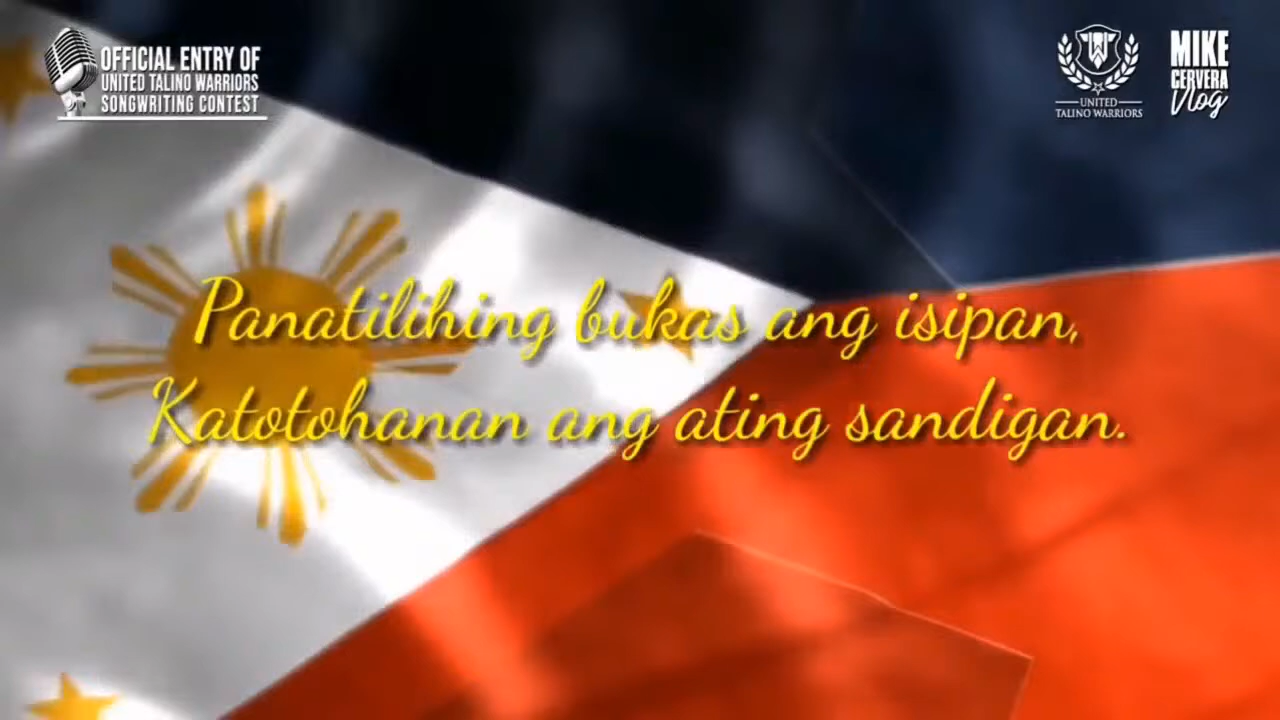 OFFICIAL ENTRY OF
UNITED TALINO WARRIORS
SONGWRITING CONTEST
UNITED
TALINO WARRIORS
MIKE
CERVERA
Vlog
Panatilihing bukas ang isipan,
Katotohanan ang ating sandigan.